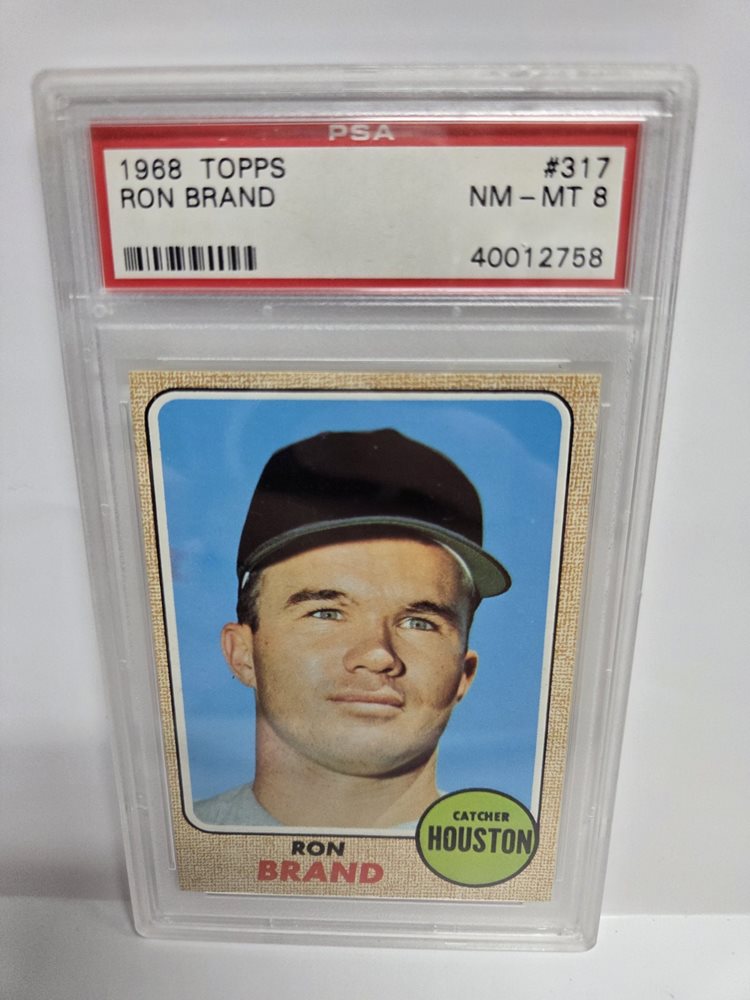 PSA
1968 TOPPS #317
RON BRAND NM-MT 8
40012758
CATCHER
HOUSTON
RON
BRAND